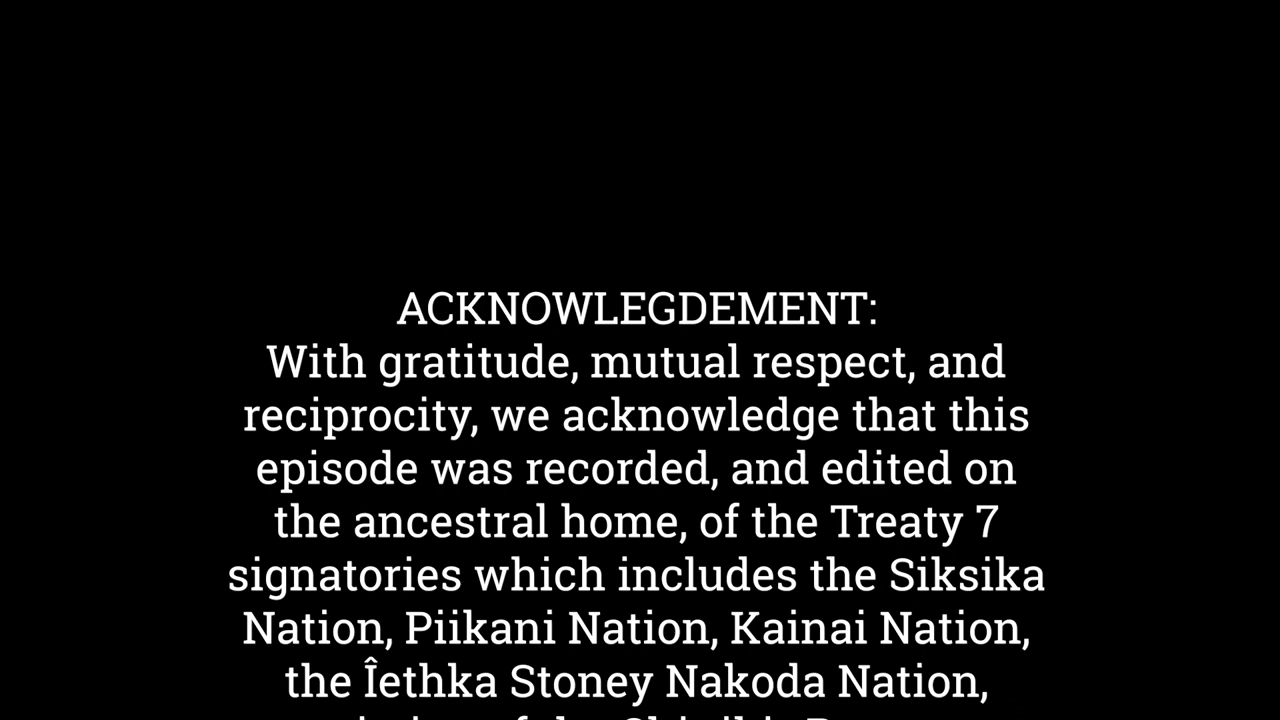 ACKNOWLEGDEMENT:
With gratitude, mutual respect, and
reciprocity, we acknowledge that this
episode was recorded, and edited on
the ancestral home, of the Treaty 7
signatories which includes the Siksika
Nation, Piikani Nation, Kainai Nation,
the Îethka Stoney Nakoda Nation,